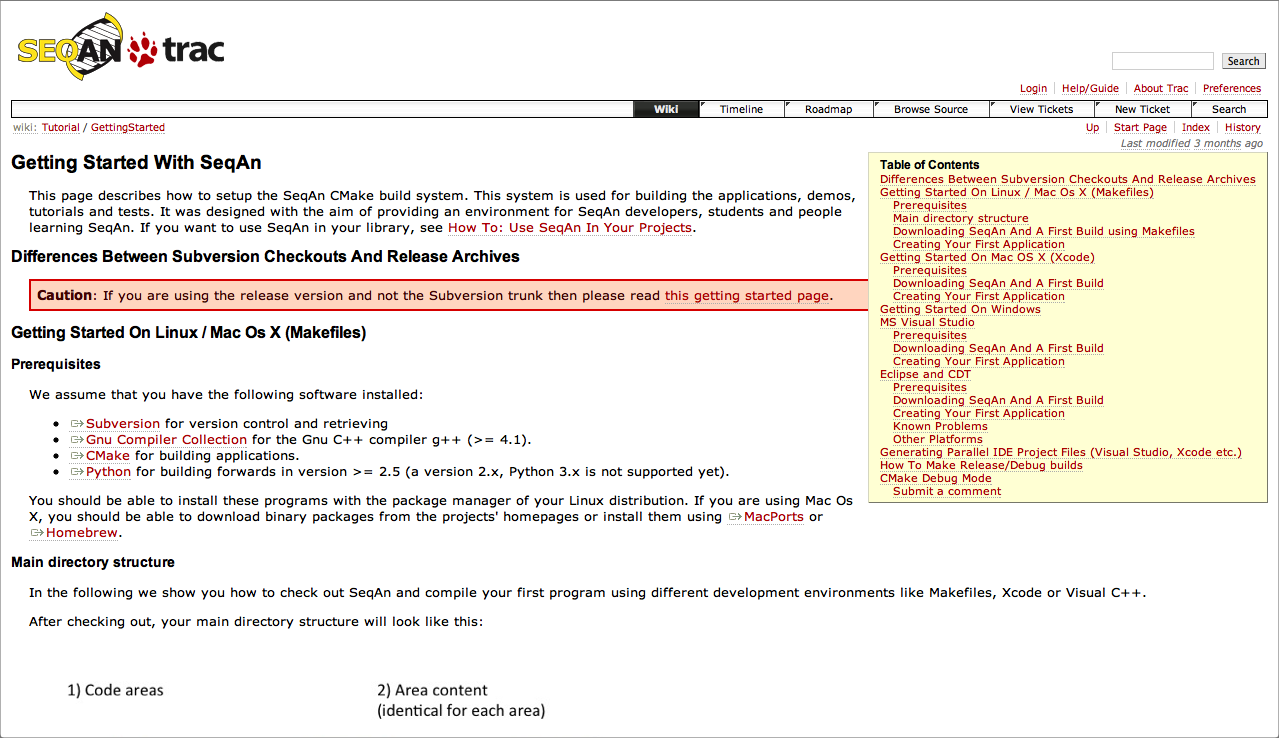 SEQAN trac
Search
Login Help/Guide About Trac Preferences
Wiki Timeline Roadmap Browse Source View Tickets New Ticket Search
wiki: Tutorial / GettingStarted
Up Start Page Index History
Last modified 3 months ago
Getting Started With SeqAn
This page describes how to setup the SeqAn CMake build system. This system is used for building the applications, demos,
tutorials and tests. It was designed with the aim of providing an environment for SeqAn developers, students and people
learning SeqAn. If you want to use SeqAn in your library, see How To: Use SeqAn In Your Projects.
Differences Between Subversion Checkouts And Release Archives
Caution: If you are using the release version and not the Subversion trunk then please read this getting started page.
Getting Started On Linux / Mac Os X (Makefiles)
Prerequisites
We assume that you have the following software installed:
• Subversion for version control and retrieving
• Gnu Compiler Collection for the Gnu C++ compiler g++ (>= 4.1).
• CMake for building applications.
• Python for building forwards in version >= 2.5 (a version 2.x, Python 3.x is not supported yet).
You should be able to install these programs with the package manager of your Linux distribution. If you are using Mac Os
X, you should be able to download binary packages from the projects' homepages or install them using MacPorts or
Homebrew.
Main directory structure
In the following we show you how to check out SeqAn and compile your first program using different development environments like Makefiles, Xcode or Visual C++.
After checking out, your main directory structure will look like this:
1) Code areas
2) Area content
(identical for each area)
Table of Contents
Differences Between Subversion Checkouts And Release Archives
Getting Started On Linux / Mac Os X (Makefiles)
Prerequisites
Main directory structure
Downloading SeqAn And A First Build using Makefiles
Creating Your First Application
Getting Started On Mac OS X (Xcode)
Prerequisites
Downloading SeqAn And A First Build
Creating Your First Application
Getting Started On Windows
MS Visual Studio
Prerequisites
Downloading SeqAn And A First Build
Creating Your First Application
Eclipse and CDT
Prerequisites
Downloading SeqAn And A First Build
Creating Your First Application
Known Problems
Other Platforms
Generating Parallel IDE Project Files (Visual Studio, Xcode etc.)
How To Make Release/Debug builds
CMake Debug Mode
Submit a comment